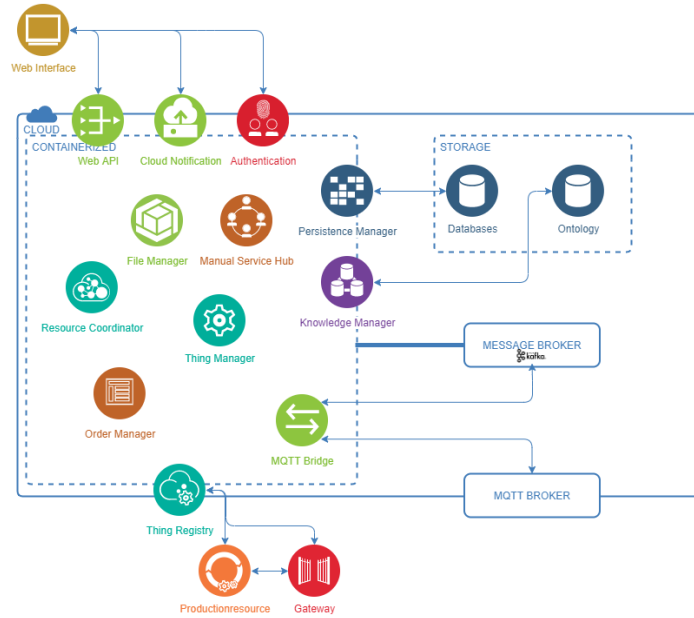 Web Interface
CLOUD
CONTAINERIZED
Web API
Cloud Notification
Authentication
STORAGE
Persistence Manager
Databases
Ontology
File Manager
Manual Service Hub
Resource Coordinator
Knowledge Manager
Thing Manager
MESSAGE BROKER
kafka
Order Manager
MQTT Bridge
MQTT BROKER
Thing Registry
Productionresource
Gateway